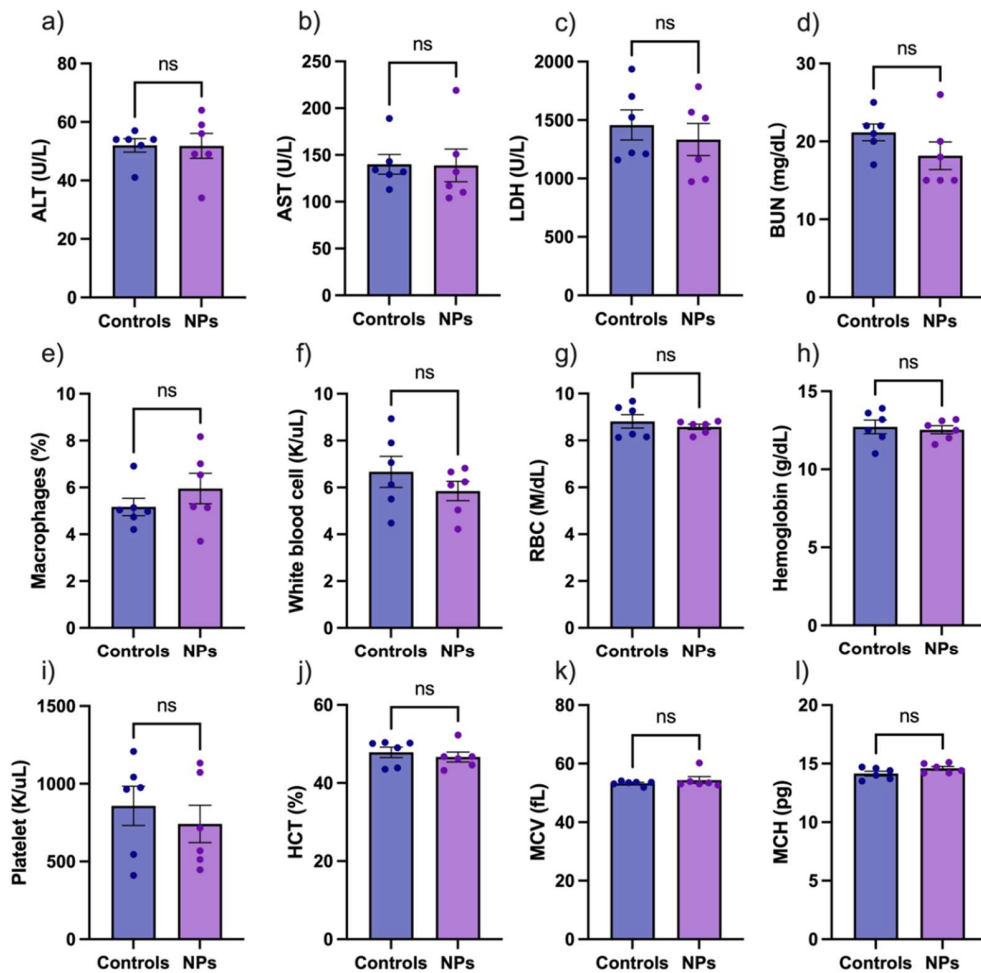 a)
ns
ALT (U/L)
80
60
40
20
0
Controls NPs
b)
ns
AST (U/L)
250
200
150
100
50
0
Controls NPs
c)
ns
LDH (U/L)
2000
1500
1000
500
0
Controls NPs
d)
ns
BUN (mg/dL)
30
20
10
0
Controls NPs
e)
ns
Macrophages (%)
10
8
6
4
2
0
Controls NPs
f)
ns
White blood cell (K/uL)
10
8
6
4
2
0
Controls NPs
g)
ns
RBC (M/dL)
10
8
6
4
2
0
Controls NPs
h)
ns
Hemoglobin (g/dL)
15
10
5
0
Controls NPs
i)
ns
Platelet (K/uL)
1500
1000
500
0
Controls NPs
j)
ns
HCT (%)
60
40
20
0
Controls NPs
k)
ns
MCV (fL)
80
60
40
20
0
Controls NPs
l)
ns
MCH (pg)
20
15
10
5
0
Controls NPs